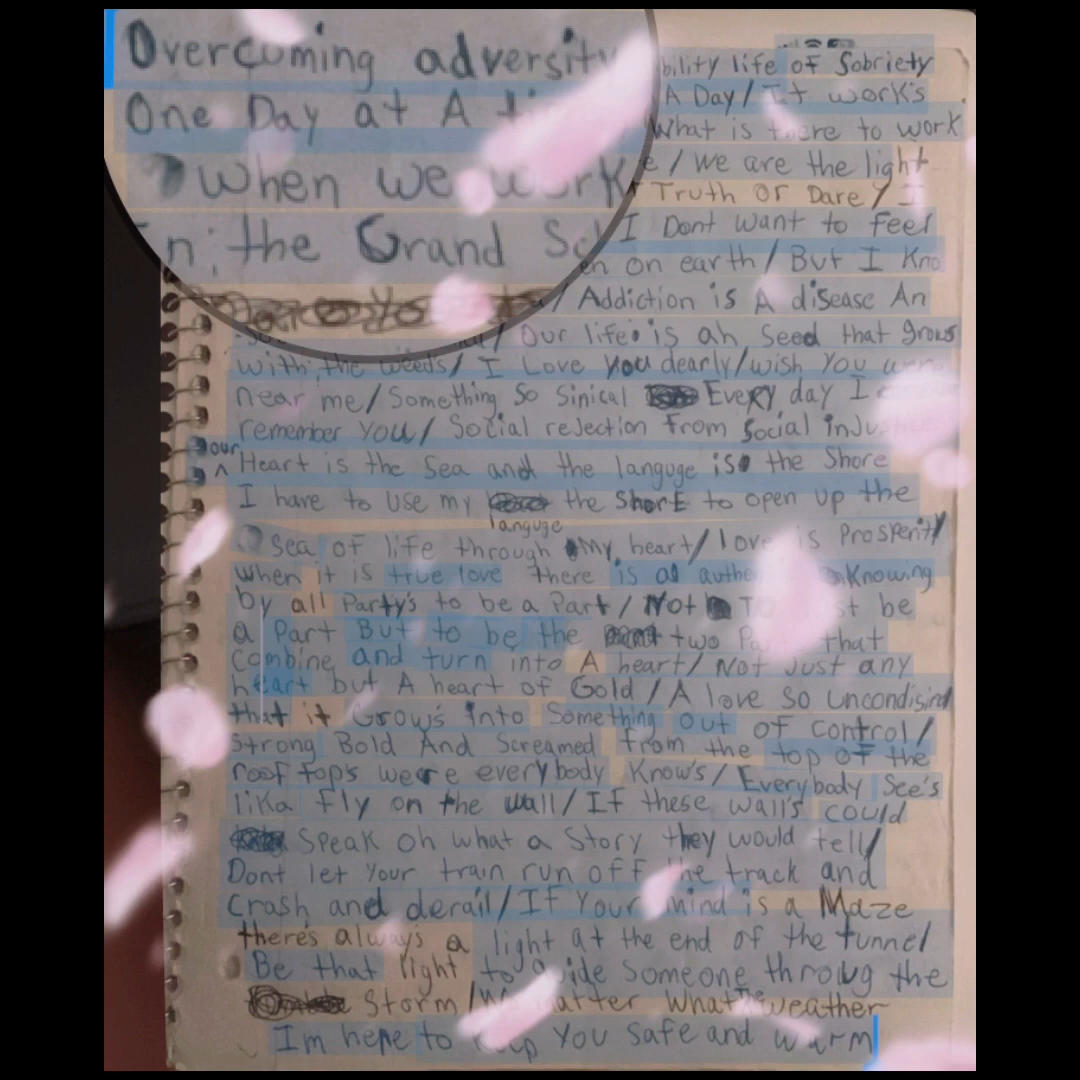 Overcoming adversity bility life of Sobriety
One Day at A A Day/It work's
when we work What is there to work
the Grand e/We are the light
Truth or Dare/I
I Dont want to feel
on earth/But I Kno
/Addiction is A disease An
/Our life is ah Seed that grows
with the weeds/I Love you dearly/wish You were
near me/Something So Sinical Every day I
remember you/Social rejection from Social
our
Heart is the Sea and the languge is the Shore
I have to use my the ShorE to open up the
languge
Sea of life through My heart/love is Prosperity
when it is true love there is a Knowing
by all Party's to be a Part/Not be
a Part But to be the two that
combine and turn into A heart/Not Just any
heart but A heart of Gold/A love So uncondisind
that it Grow's into Something out of control/
Strong Bold And Screamed from the top of the
roof top's were everybody Know's/Everybody See's
lika fly on the wall/If these wall's could
Speak oh what a Story they would tell/
Dont let your train run off the track and
Crash and derail/If Your mind is a Maze
there's always a light at the end of the tunnel
Be that light to Someone throiug the
Storm/ matter what The weather
Im here to You Safe and warm